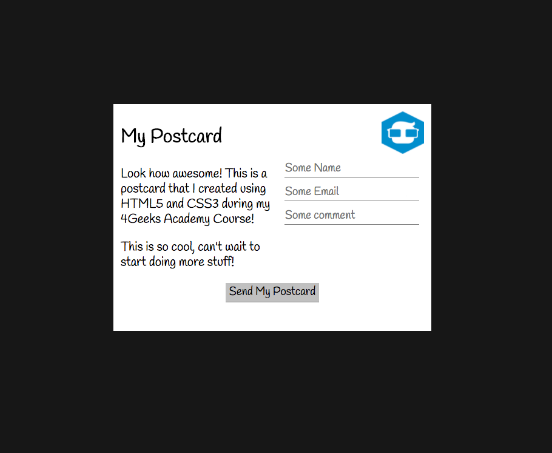 My Postcard
Look how awesome! This is a
postcard that I created using
HTML5 and CSS3 during my
4Geeks Academy Course!
This is so cool, can't wait to
start doing more stuff!
Some Name
Some Email
Some comment
Send My Postcard